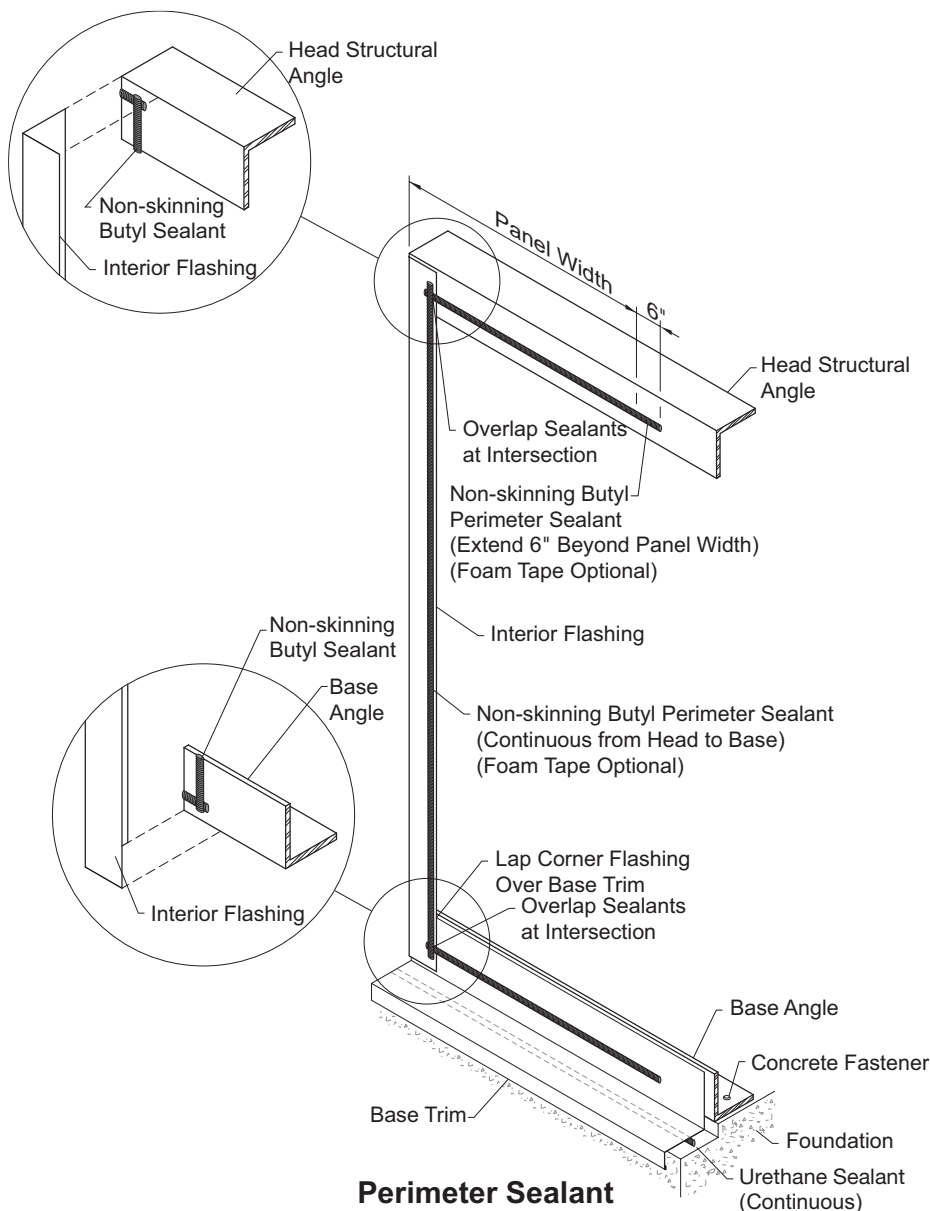 Head Structural
Angle
Non-skinning
Butyl Sealant
Interior Flashing
Panel Width
6"
Head Structural
Angle
Overlap Sealants
at Intersection
Non-skinning Butyl
Perimeter Sealant
(Extend 6" Beyond Panel Width)
(Foam Tape Optional)
Interior Flashing
Non-skinning
Butyl Sealant
Base
Angle
Non-skinning Butyl Perimeter Sealant
(Continuous from Head to Base)
(Foam Tape Optional)
Interior Flashing
Lap Corner Flashing
Over Base Trim
Overlap Sealants
at Intersection
Base Angle
Concrete Fastener
Base Trim
Foundation
Urethane Sealant
(Continuous)
Perimeter Sealant